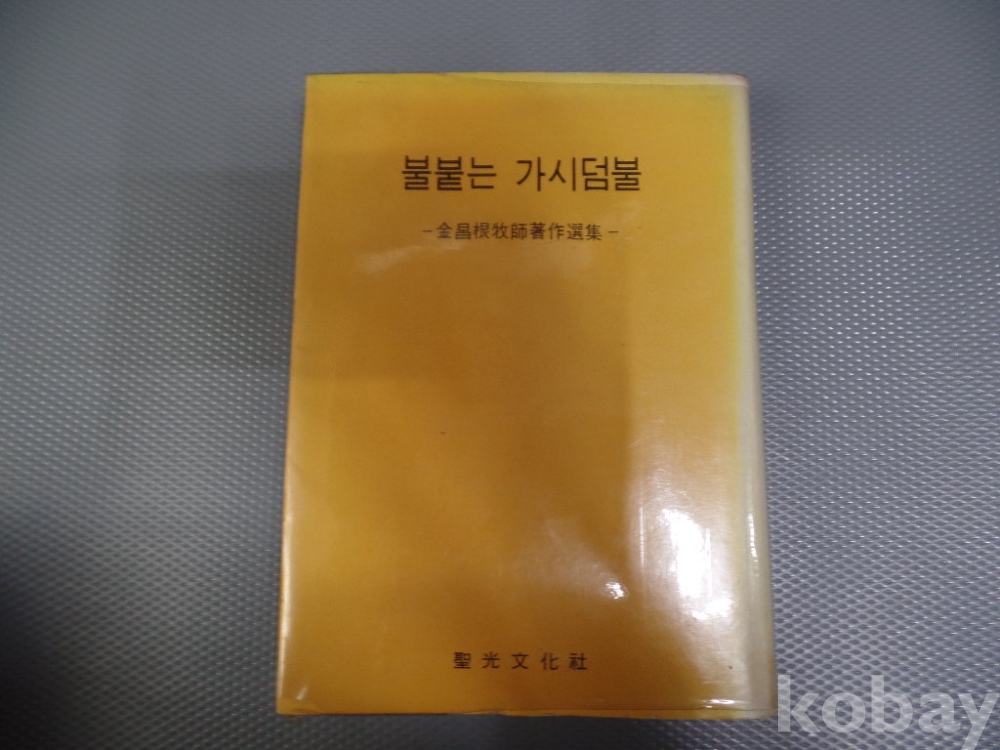 불붙는 가시덤불
-金昌根牧師著作選集-
聖光文化社
kobay